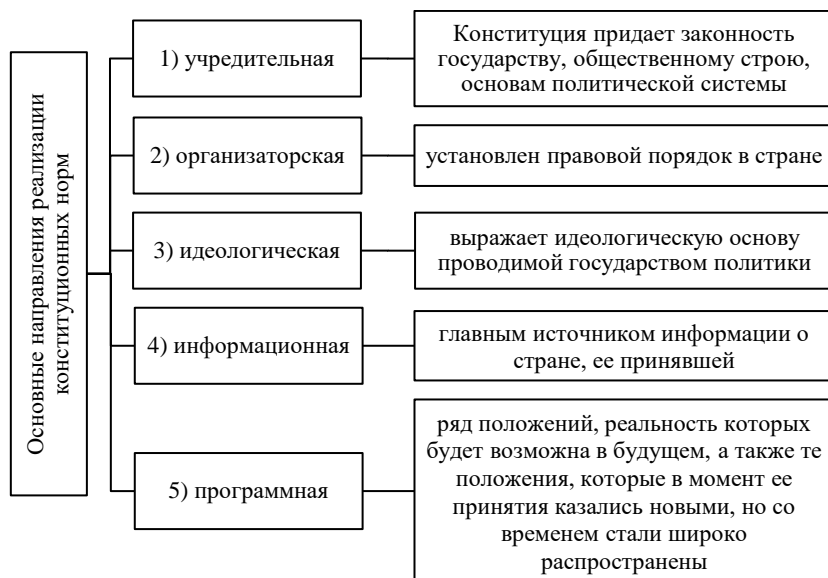 Основные направления реализации
конституционных норм
1) учредительная
Конституция придает законность
государству, общественному строю,
основам политической системы
2) организаторская
установлен правовой порядок в стране
3) идеологическая
выражает идеологическую основу
проводимой государством политики
4) информационная
главным источником информации о
стране, ее принявшей
5) программная
ряд положений, реальность которых
будет возможна в будущем, а также те
положения, которые в момент ее
принятия казались новыми, но со
временем стали широко
распространены